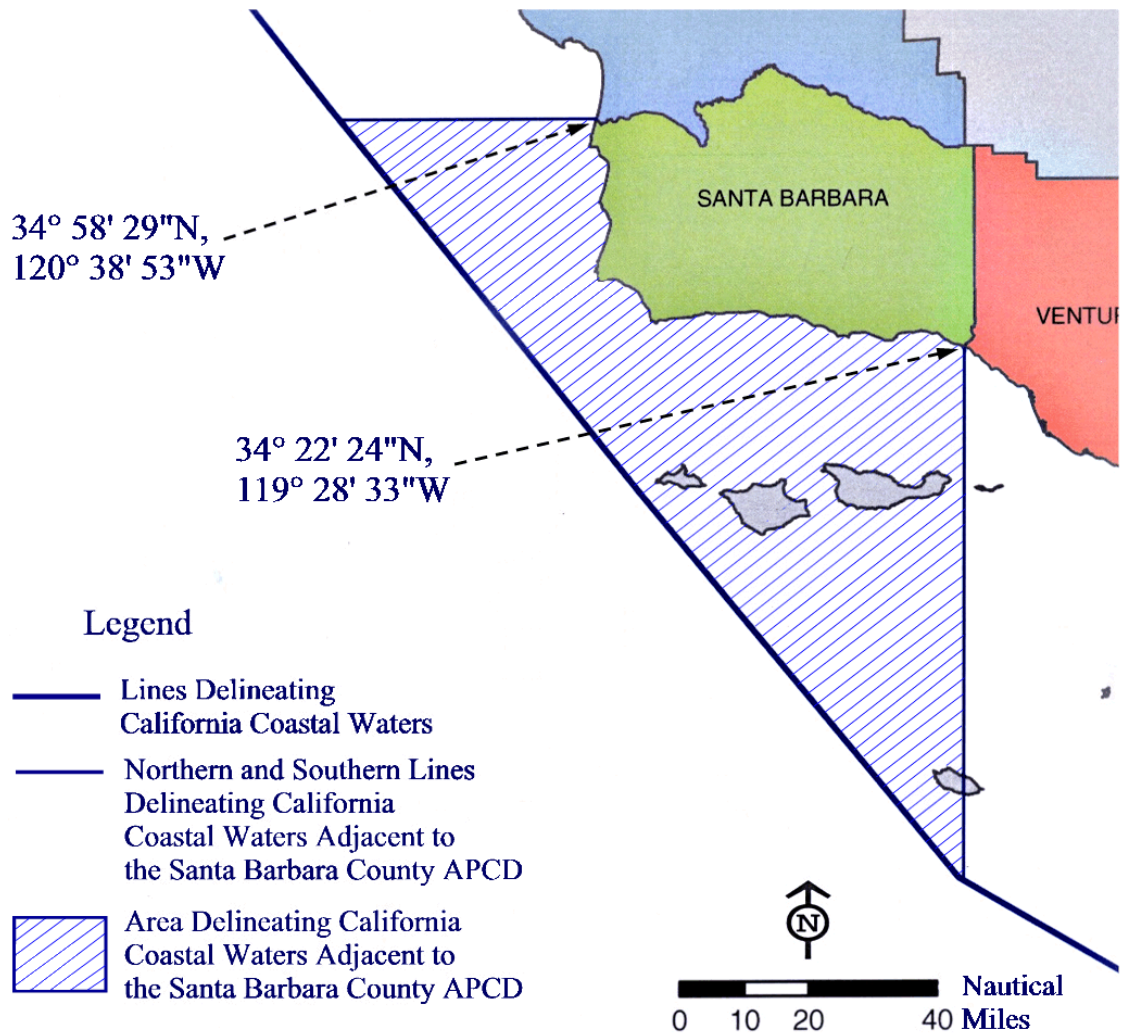 SANTA BARBARA
34° 58' 29"N,
120° 38' 53"W
VENTUR
34° 22' 24"N,
119° 28' 33"W
Legend
Lines Delineating
California Coastal Waters
Northern and Southern Lines
Delineating California
Coastal Waters Adjacent to
the Santa Barbara County APCD
Area Delineating California
Coastal Waters Adjacent to
the Santa Barbara County APCD
N
Nautical
Miles
0 10 20 40